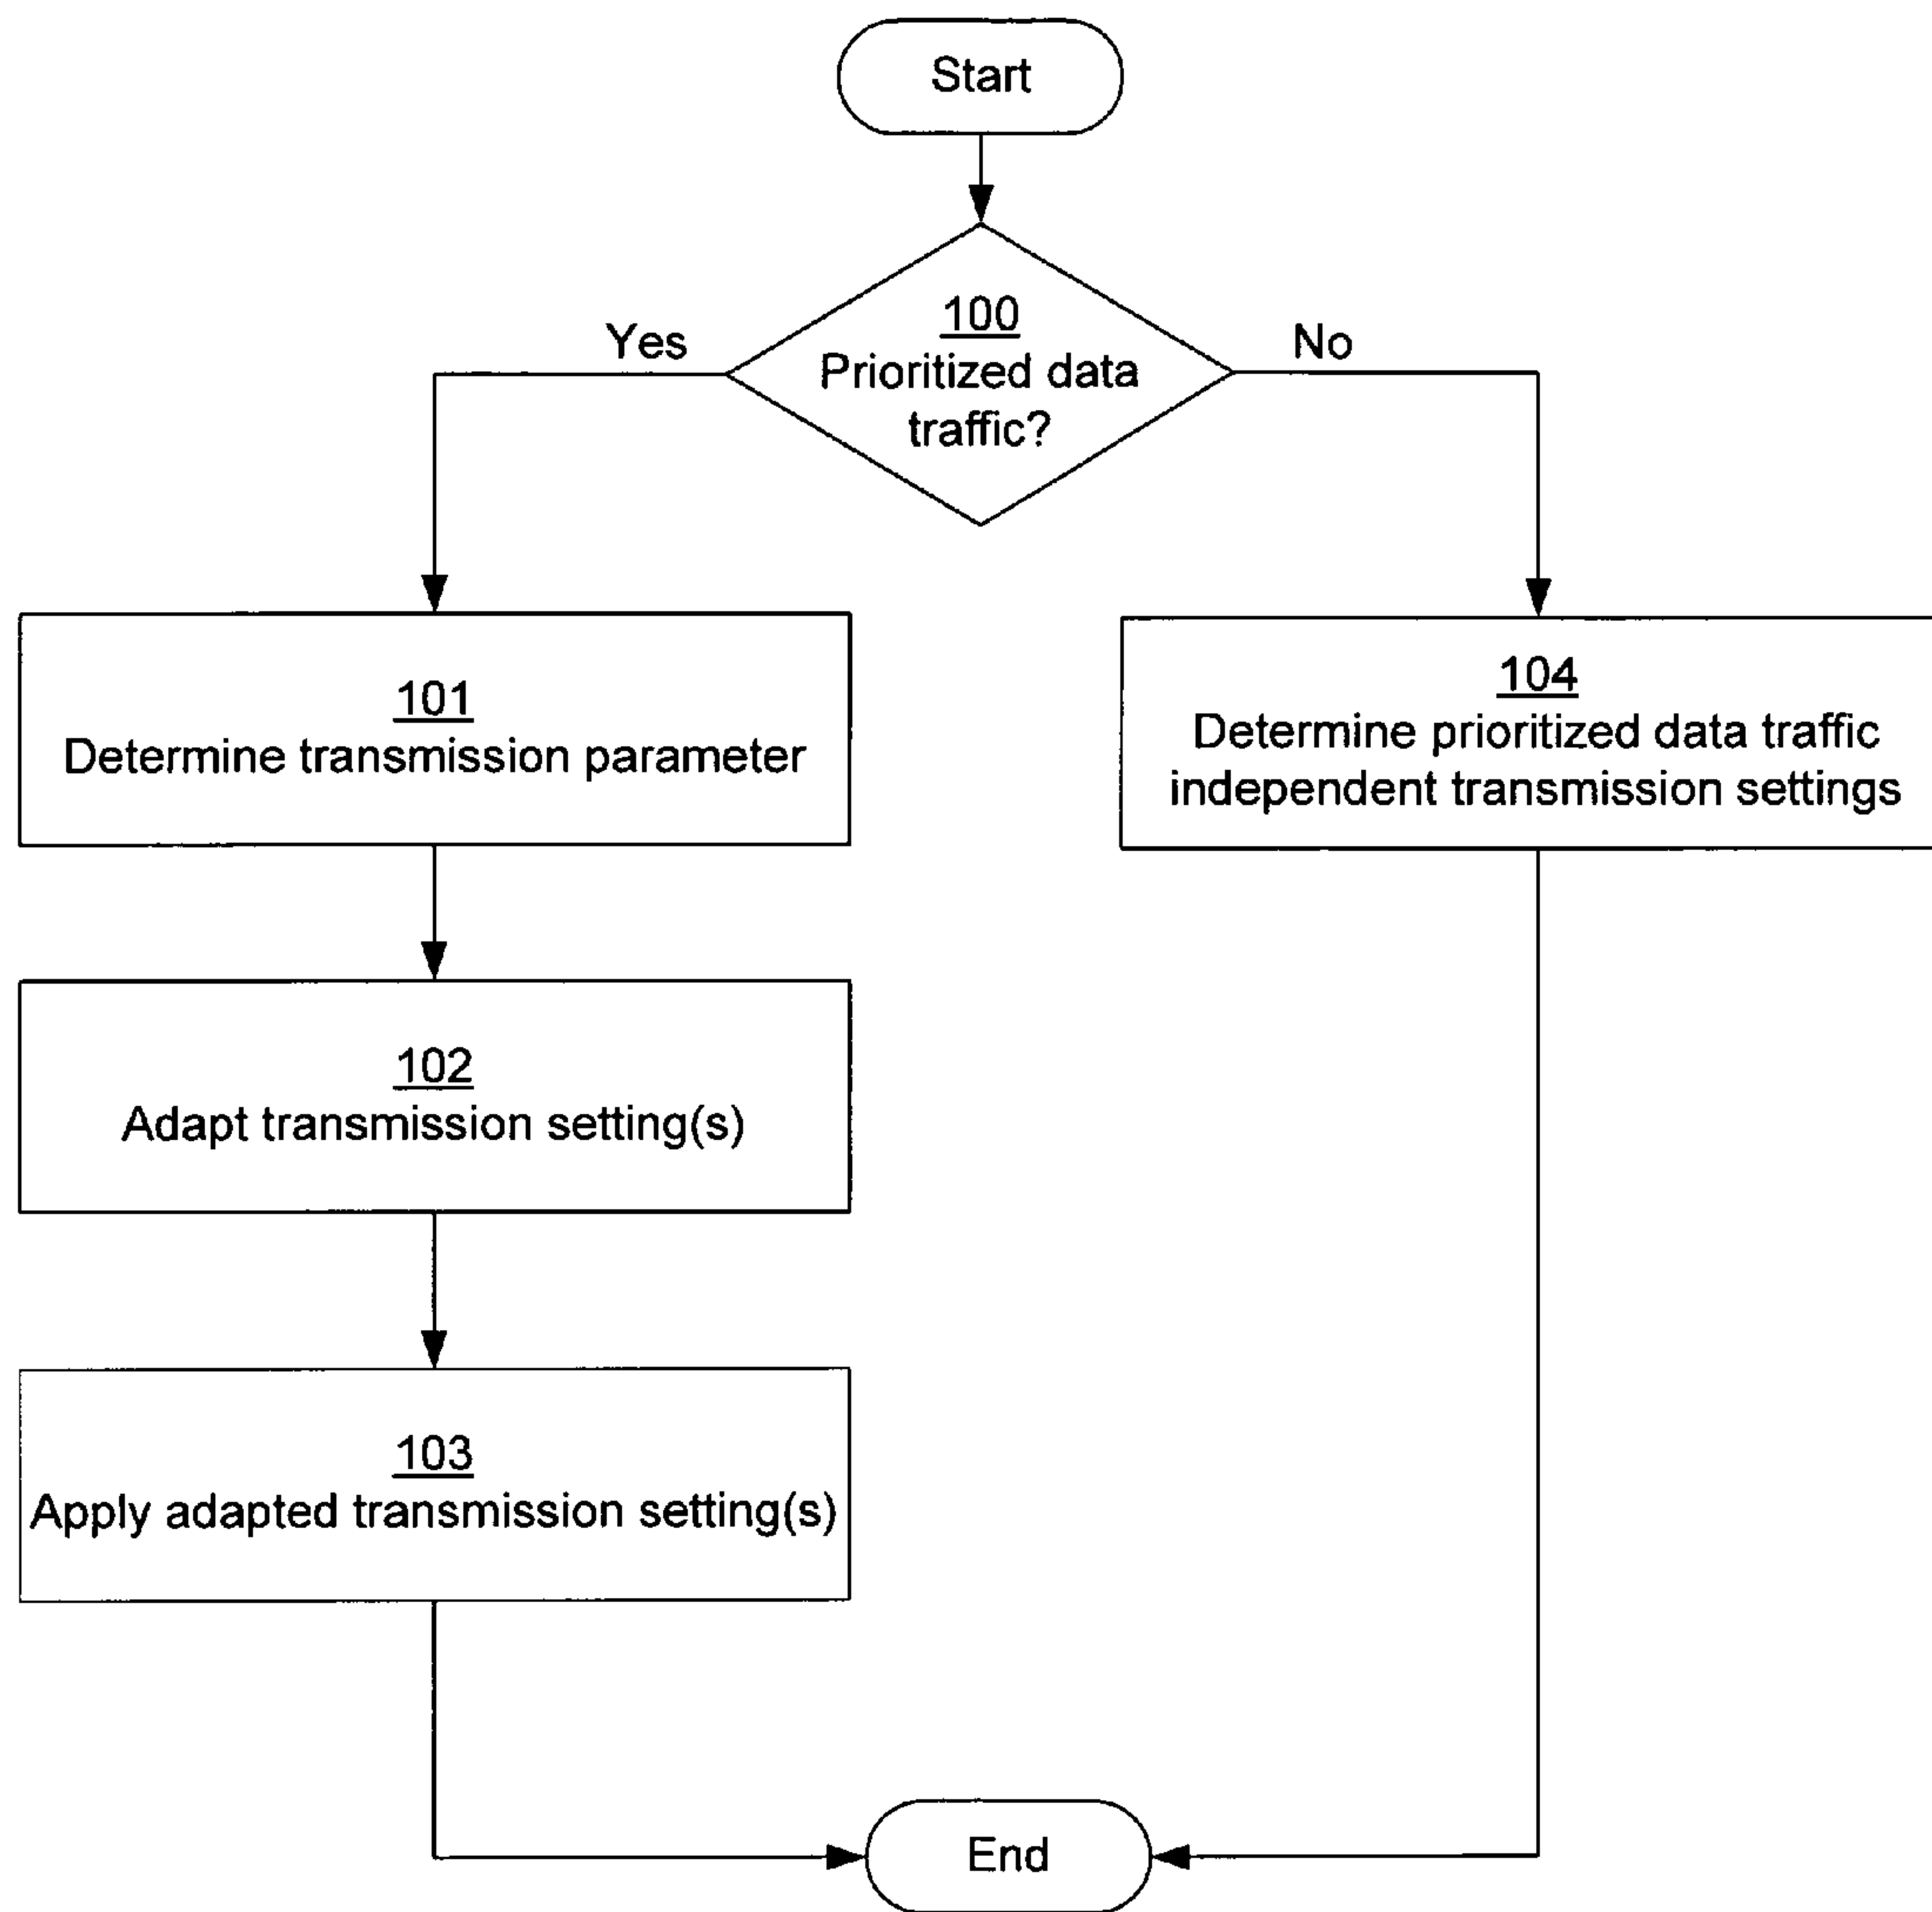 Start
100
Prioritized data
traffic?
Yes
No
101
Determine transmission parameter
104
Determine prioritized data traffic
independent transmission settings
102
Adapt transmission setting(s)
103
Apply adapted transmission setting(s)
End